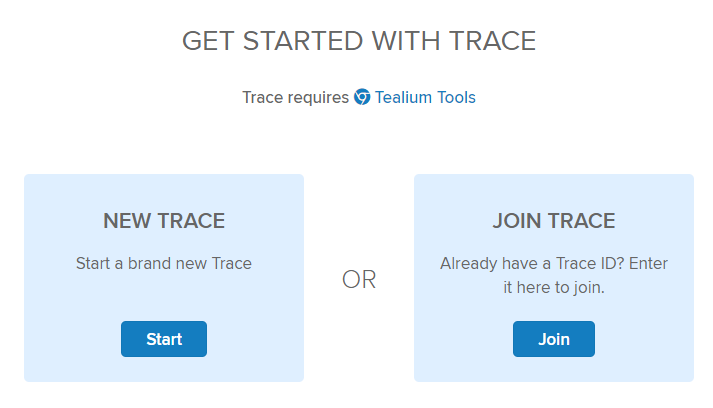 GET STARTED WITH TRACE
Trace requires Tealium Tools
NEW TRACE
Start a brand new Trace
Start
OR
JOIN TRACE
Already have a Trace ID? Enter
it here to join.
Join